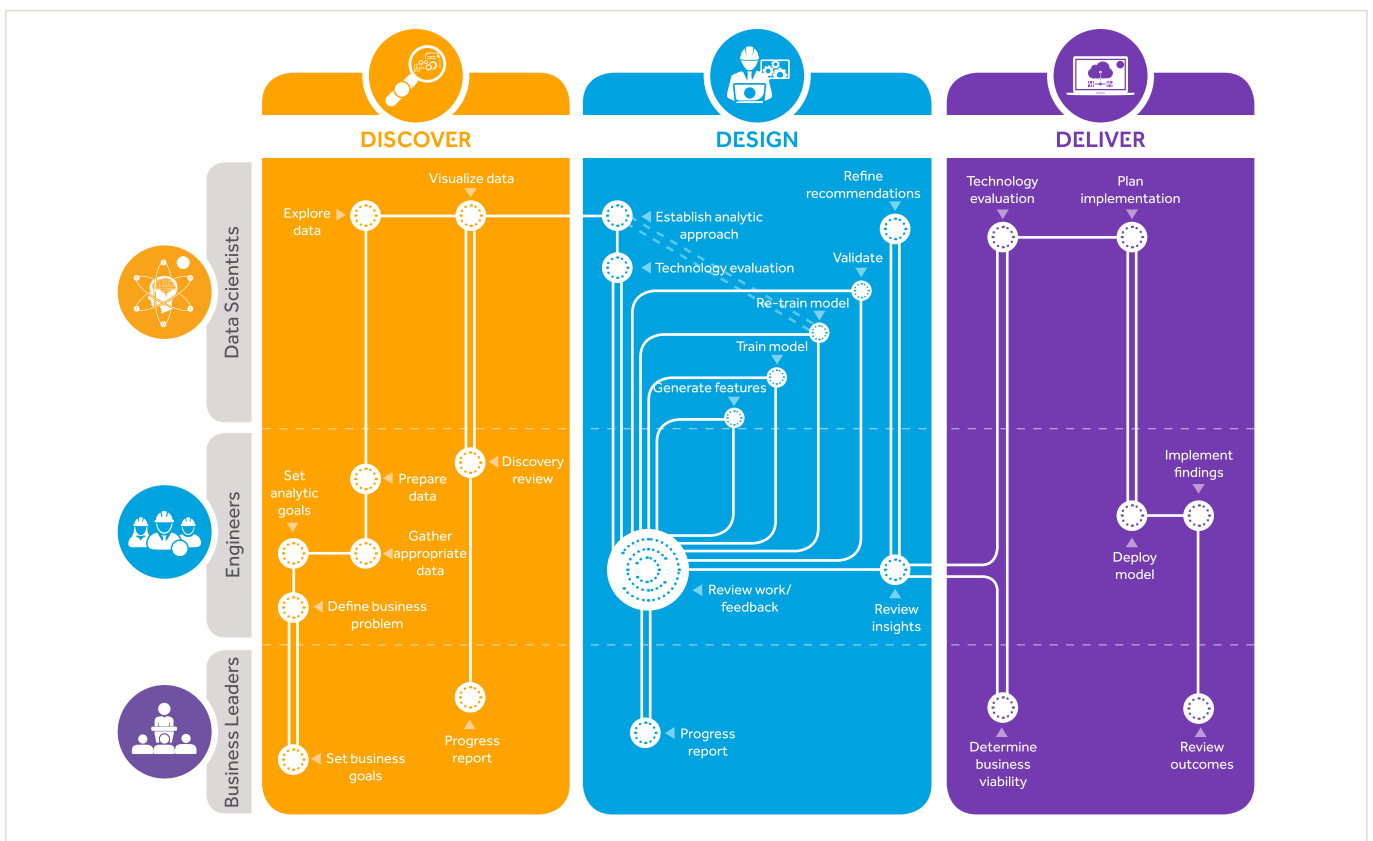 DISCOVER
DESIGN
DELIVER
Data Scientists
Engineers
Business Leaders
Visualize data
Explore
data
Set
analytic
goals
Prepare
data
Discovery
review
Gather
appropriate
data
Define business
problem
Progress
report
Set business
goals
Refine
recommendations
Establish analytic
approach
Validate
Technology evaluation
Re-train model
Train model
Generate features
Review work/
feedback
Review
insights
Progress
report
Technology
evaluation
Plan
implementation
Implement
findings
Deploy
model
Determine
business
viability
Review
outcomes